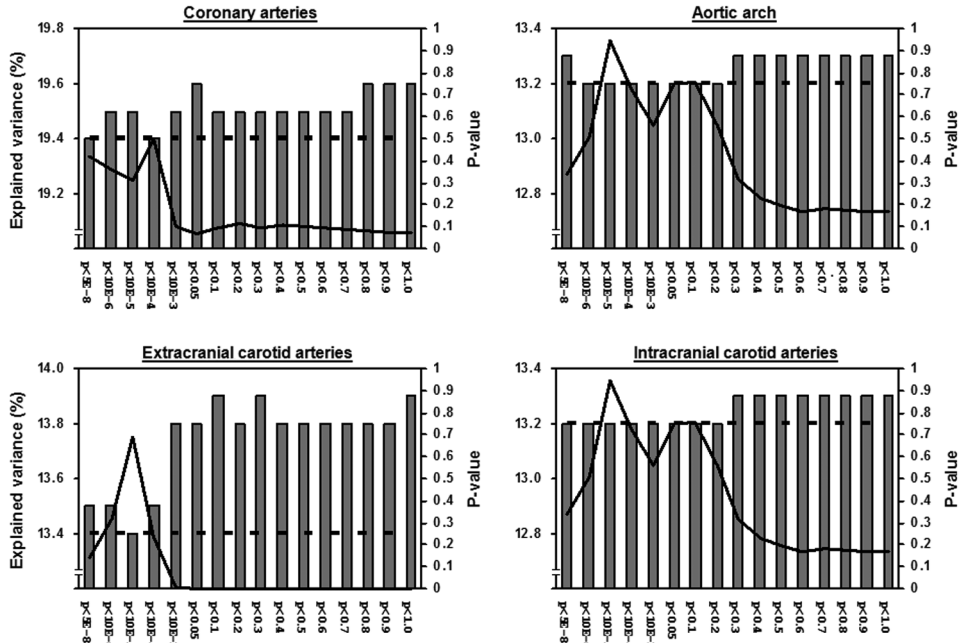 Coronary arteries
Explained variance (%)
19.8
19.6
19.4
19.2
1
0.9
0.8
0.7
0.6
0.5
0.4
0.3
0.2
0.1
0
P-value
p<5E-8
p<10E-6
p<10E-5
p<10E-4
p<10E-3
p<0.05
p<0.1
p<0.2
p<0.3
p<0.4
p<0.5
p<0.6
p<0.7
p<0.8
p<0.9
p<1.0
Aortic arch
13.4
13.2
13.0
12.8
1
0.9
0.8
0.7
0.6
0.5
0.4
0.3
0.2
0.1
0
P-value
p<5E-8
p<10E-6
p<10E-5
p<10E-4
p<10E-3
p<0.05
p<0.1
p<0.2
p<0.3
p<0.4
p<0.5
p<0.6
p<0.7
p<0.8
p<0.9
p<1.0
Extracranial carotid arteries
Explained variance (%)
14.0
13.8
13.6
13.4
1
0.9
0.8
0.7
0.6
0.5
0.4
0.3
0.2
0.1
0
P-value
p<5E-8
p<10E-
p<10E-
p<10E-
p<10E-
p<0.05
p<0.1
p<0.2
p<0.3
p<0.4
p<0.5
p<0.6
p<0.7
p<0.8
p<0.9
p<1.0
Intracranial carotid arteries
13.4
13.2
13.0
12.8
1
0.9
0.8
0.7
0.6
0.5
0.4
0.3
0.2
0.1
0
P-value
p<5E-8
p<10E-
p<10E-
p<10E-
p<10E-
p<0.05
p<0.1
p<0.2
p<0.3
p<0.4
p<0.5
p<0.6
p<0.7
p<0.8
p<0.9
p<1.0